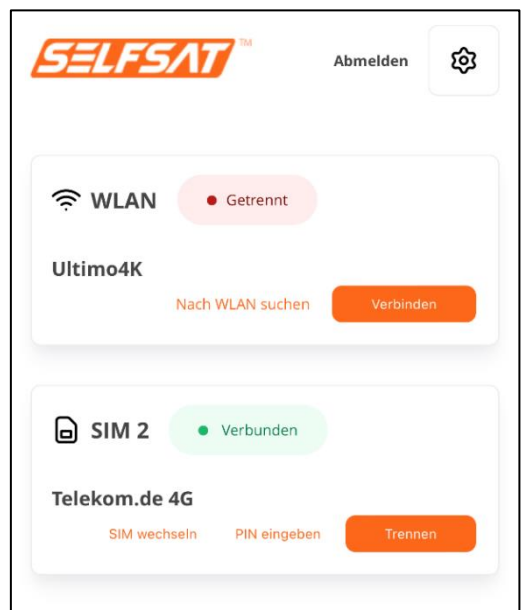 SELFSAT™
Abmelden
WLAN
Getrennt
Ultimo4K
Nach WLAN suchen
Verbinden
SIM 2
Verbunden
Telekom.de 4G
SIM wechseln
PIN eingeben
Trennen